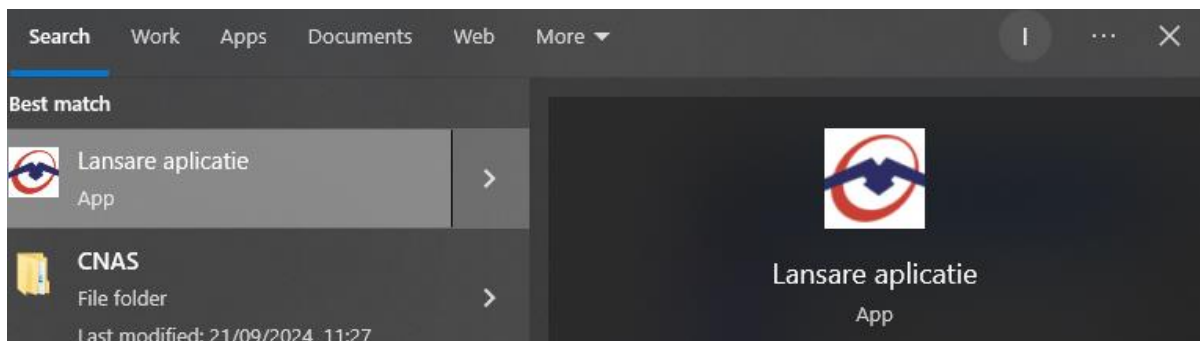 Search Work Apps Documents Web More
I ...
Best match
Lansare aplicatie
App
CNAS
File folder
Last modified: 21/09/2024 11:27
Lansare aplicatie
App